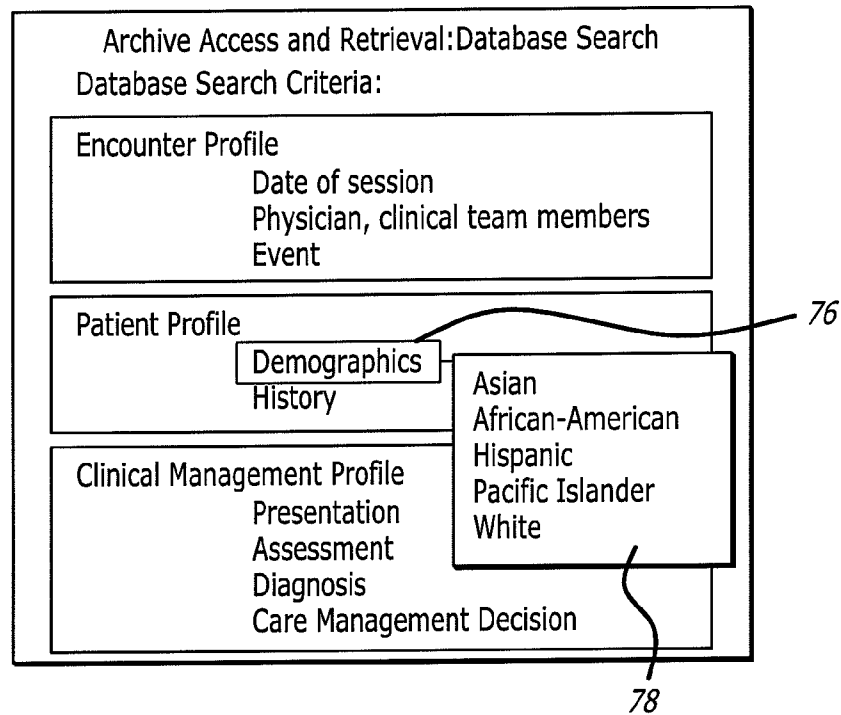 Archive Access and Retrieval:Database Search
Database Search Criteria:
Encounter Profile
Date of session
Physician, clinical team members
Event
Patient Profile
76
Demographics
History
Asian
African-American
Hispanic
Pacific Islander
White
Clinical Management Profile
Presentation
Assessment
Diagnosis
Care Management Decision
78